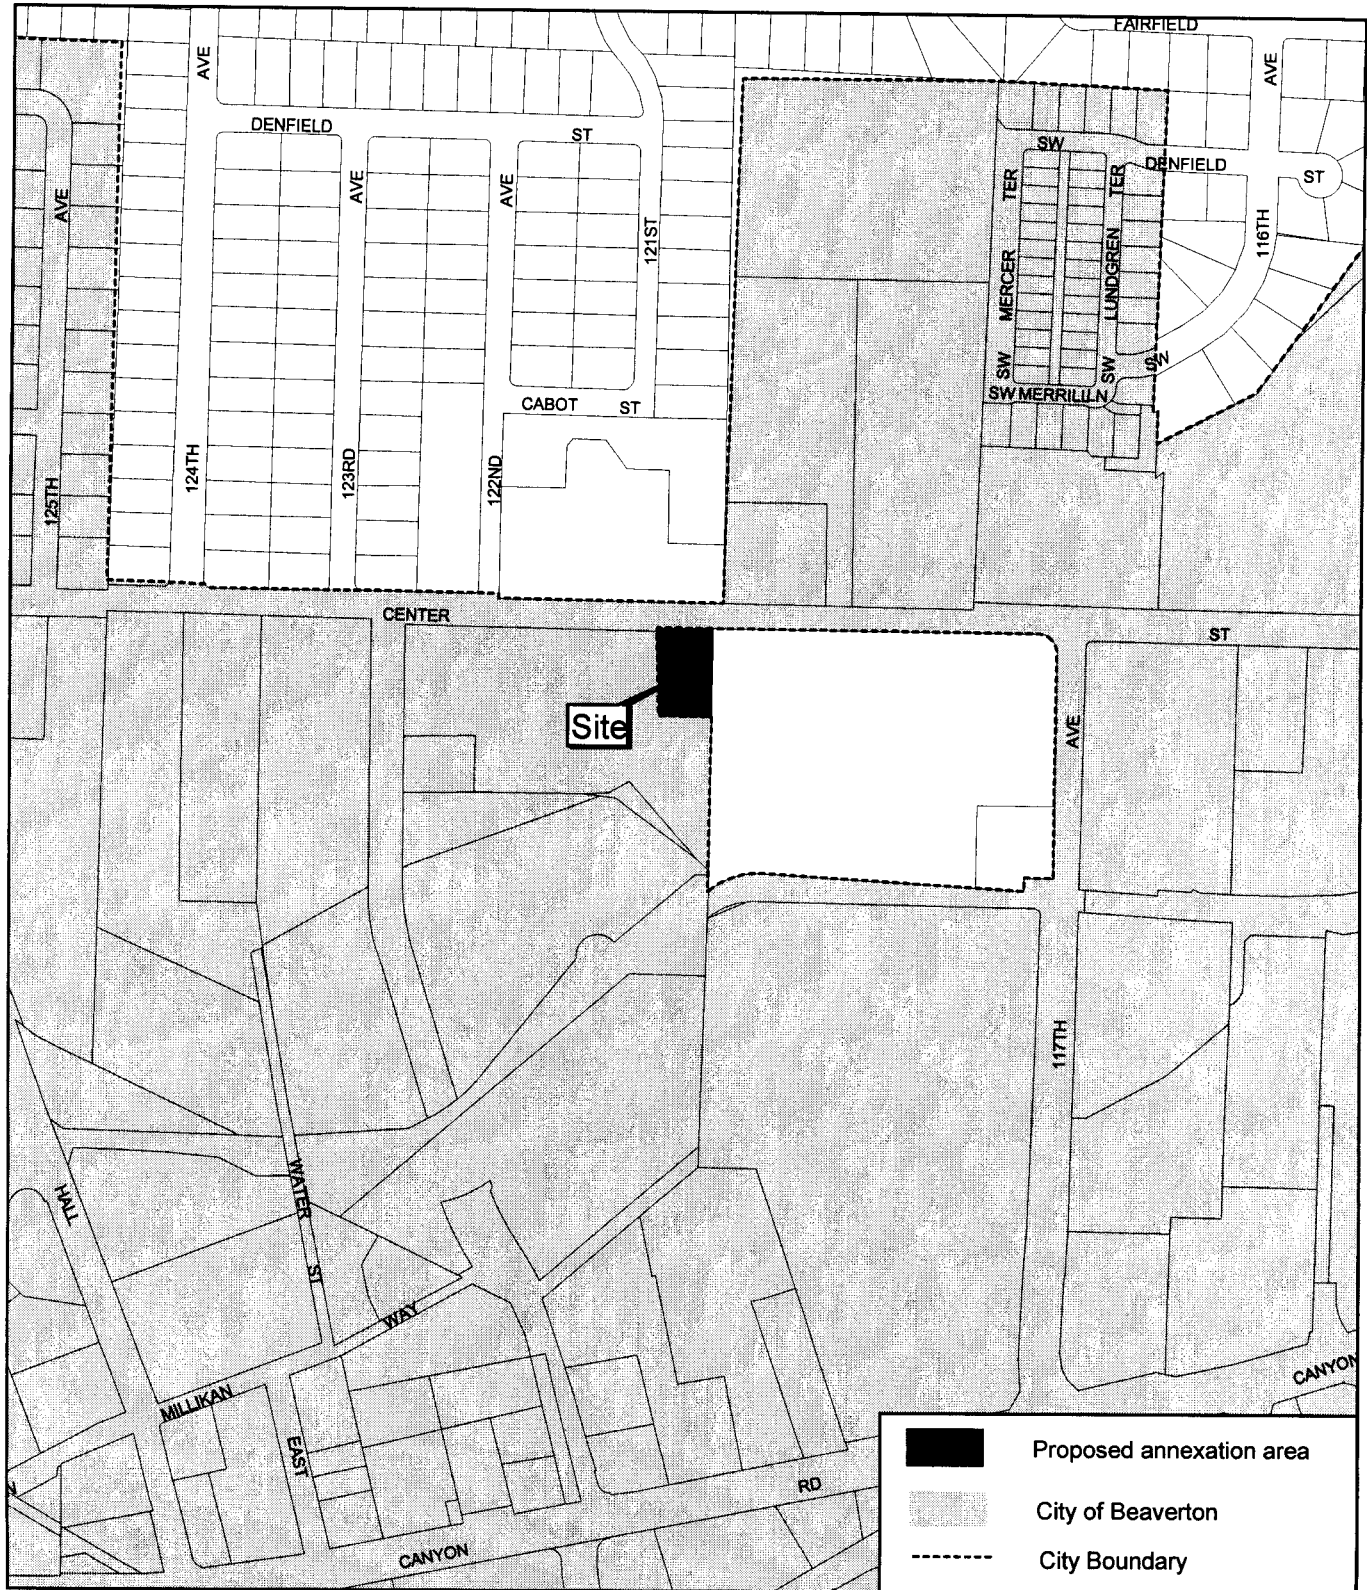 FAIRFIELD
AVE
AVE
DENFIELD ST
SW
DENFIELD ST
AVE
AVE
AVE
TER
TER
121ST
116TH
MERCER
LUNDGREN
SW
SW
SW
SW MERRILLN
CABOT ST
124TH
123RD
122ND
125TH
CENTER ST
Site
AVE
117TH
HALL
WATER
ST
WAY
MILLIKAN
EAST
CANYON RD
CANYON
Proposed annexation area
City of Beaverton
City Boundary